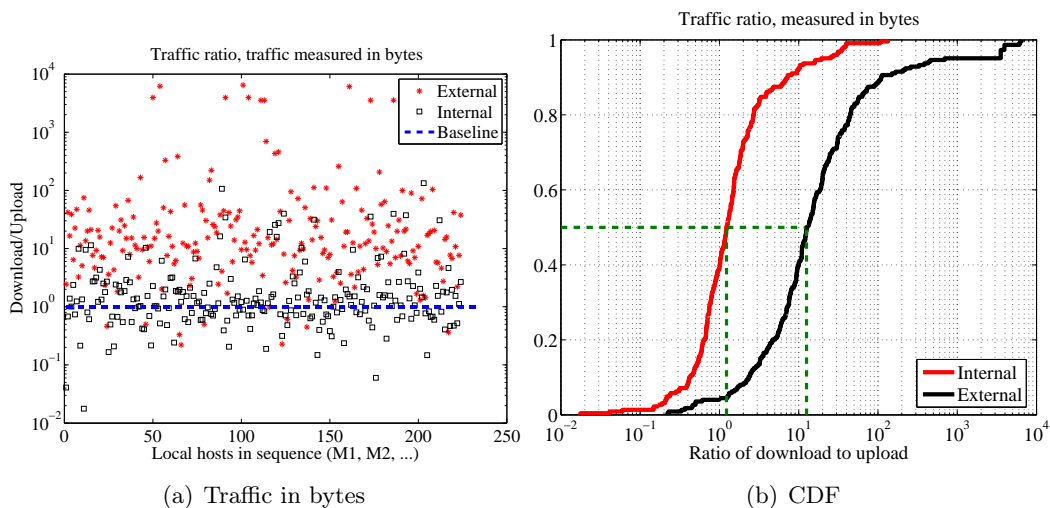 Traffic ratio, traffic measured in bytes
Download/Upload
10^4
10^3
10^2
10^1
10^0
10^-1
10^-2
0
50
100
150
200
250
External
Internal
Baseline
Local hosts in sequence (M1, M2, ...)
(a) Traffic in bytes
Traffic ratio, measured in bytes
1
0.8
0.6
0.4
0.2
0
10^-2
10^-1
10^0
10^1
10^2
10^3
10^4
Internal
External
Ratio of download to upload
(b) CDF